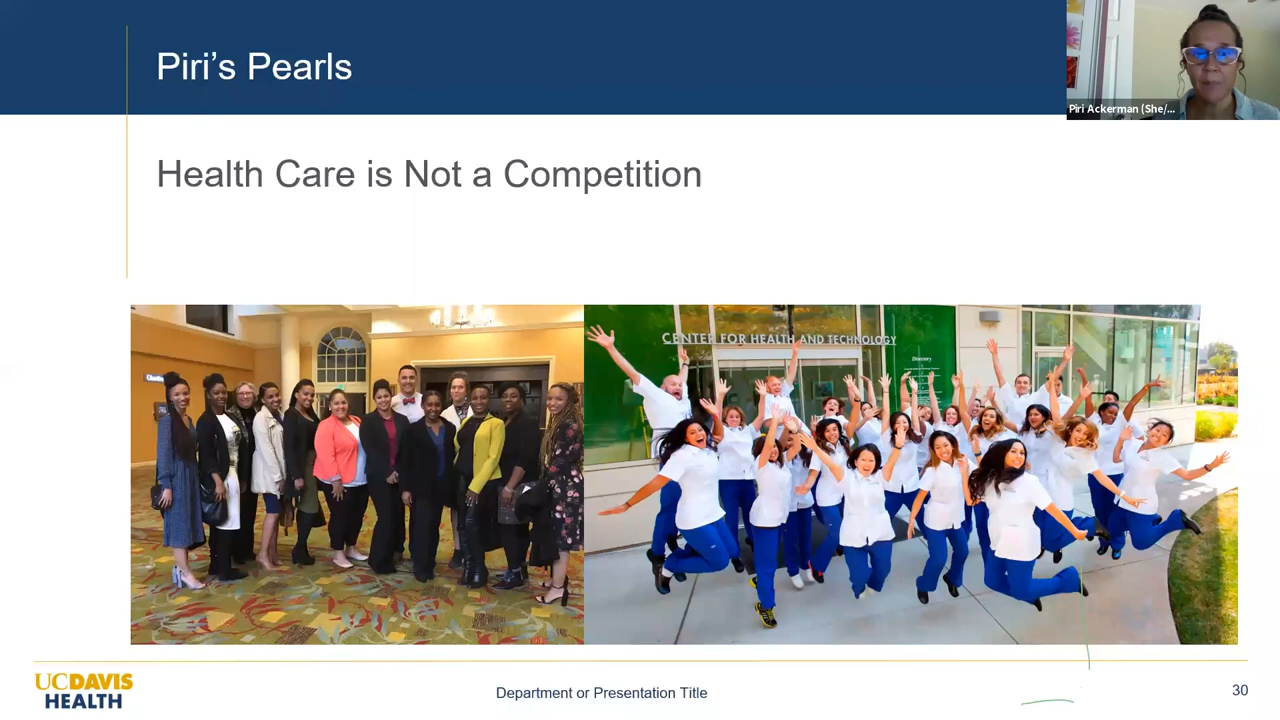 Piri's Pearls
Piri Ackerman (She/...
Health Care is Not a Competition
CENTER FOR HEALTH AND TECHNOLOGY
Directory
UCDAVIS
HEALTH
Department or Presentation Title
30